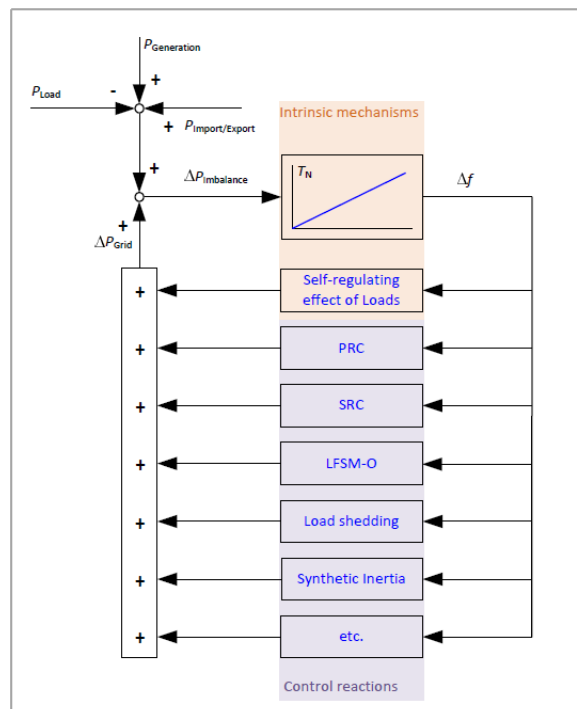 PGeneration
+
PLoad
-
+
PImport/Export
Intrinsic mechanisms
+
ΔPImbalance
TN
Δf
+
ΔPGrid
+
Self-regulating
effect of Loads
+
PRC
+
SRC
+
LFSM-O
+
Load shedding
+
Synthetic Inertia
+
etc.
Control reactions